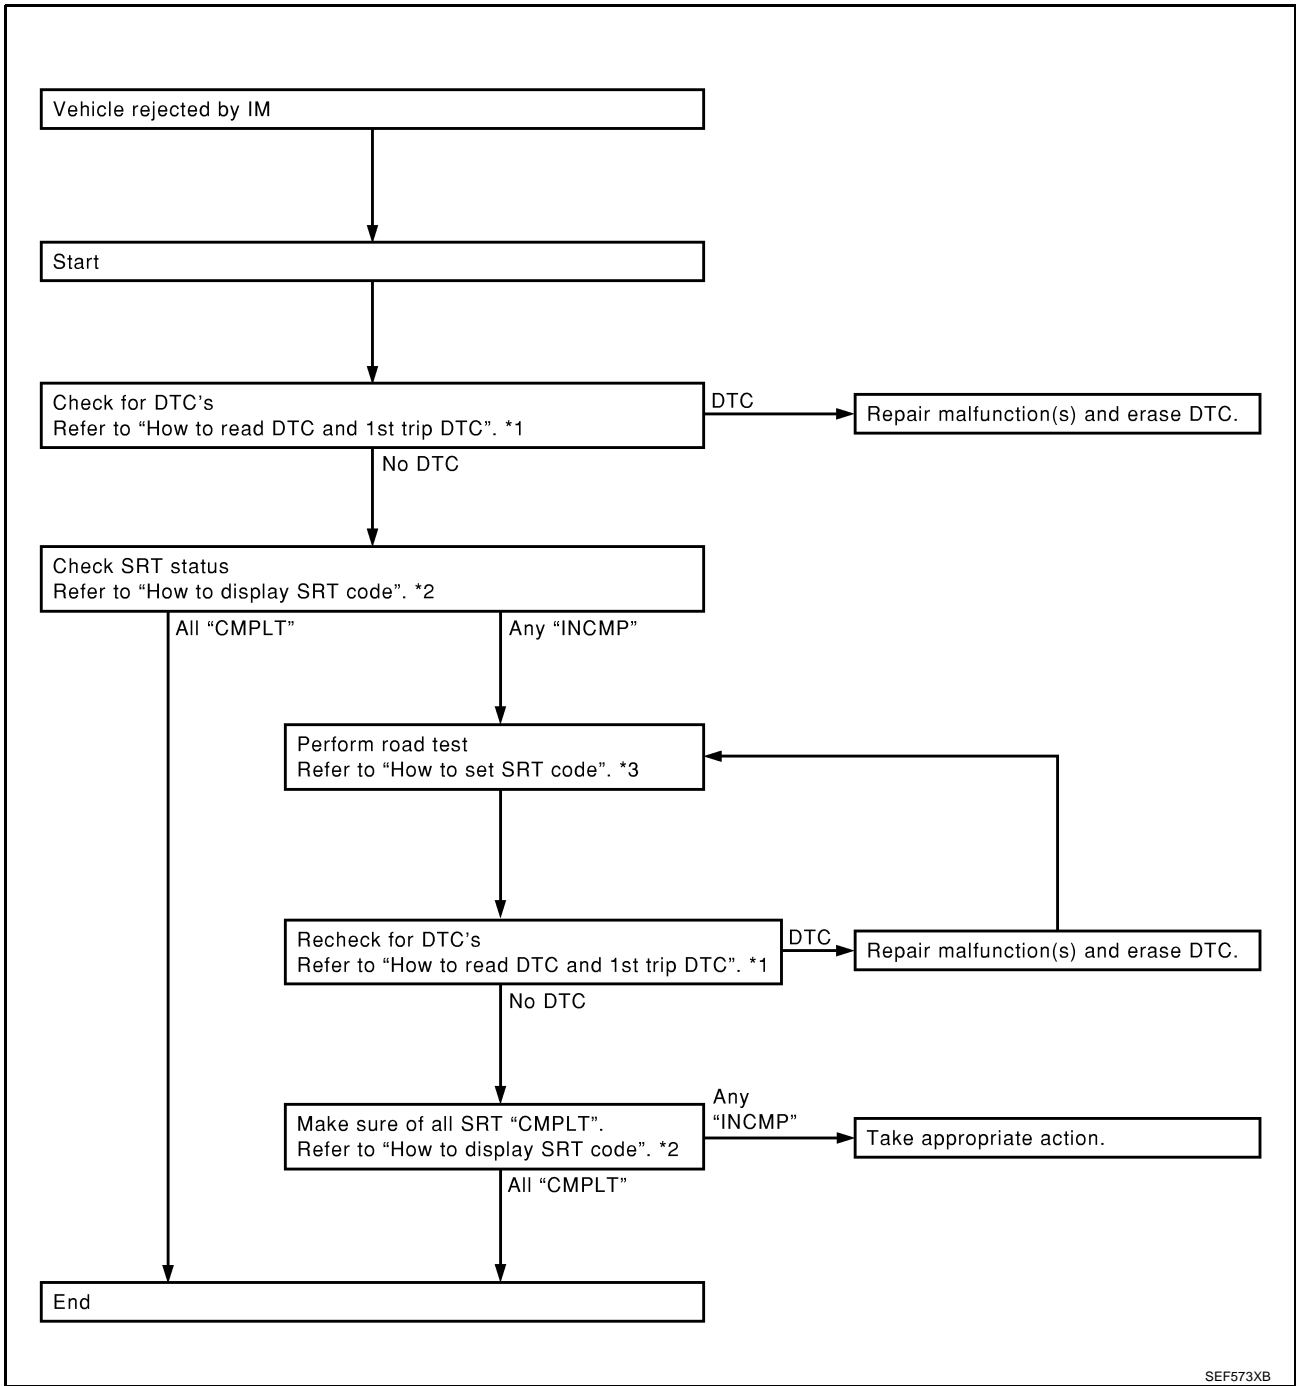 Vehicle rejected by IM
Start
Check for DTC's
Refer to “How to read DTC and 1st trip DTC”. *1
DTC
Repair malfunction(s) and erase DTC.
No DTC
Check SRT status
Refer to “How to display SRT code”. *2
All “CMPLT”
Any “INCMP”
Perform road test
Refer to “How to set SRT code”. *3
Recheck for DTC's
Refer to “How to read DTC and 1st trip DTC”. *1
DTC
Repair malfunction(s) and erase DTC.
No DTC
Make sure of all SRT “CMPLT”.
Refer to “How to display SRT code”. *2
Any
“INCMP”
Take appropriate action.
All “CMPLT”
End
SEF573XB